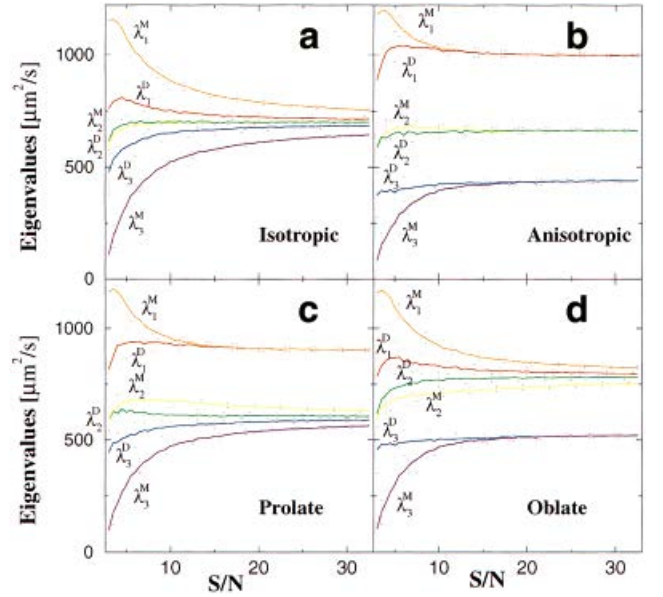 Eigenvalues [μm²/s]
1000
500
0
a
λ₁ᴹ
λ₁ᴰ
λ₂ᴹ
λ₂ᴰ
λ₃ᴰ
λ₃ᴹ
Isotropic
b
λ₁ᴹ
λ₁ᴰ
λ₂ᴹ
λ₂ᴰ
λ₃ᴰ
λ₃ᴹ
Anisotropic
Eigenvalues [μm²/s]
1000
500
0
c
λ₁ᴹ
λ₁ᴰ
λ₂ᴹ
λ₂ᴰ
λ₃ᴰ
λ₃ᴹ
Prolate
10 20 30
S/N
d
λ₁ᴹ
λ₁ᴰ
λ₂ᴰ
λ₂ᴹ
λ₃ᴰ
λ₃ᴹ
Oblate
10 20 30
S/N